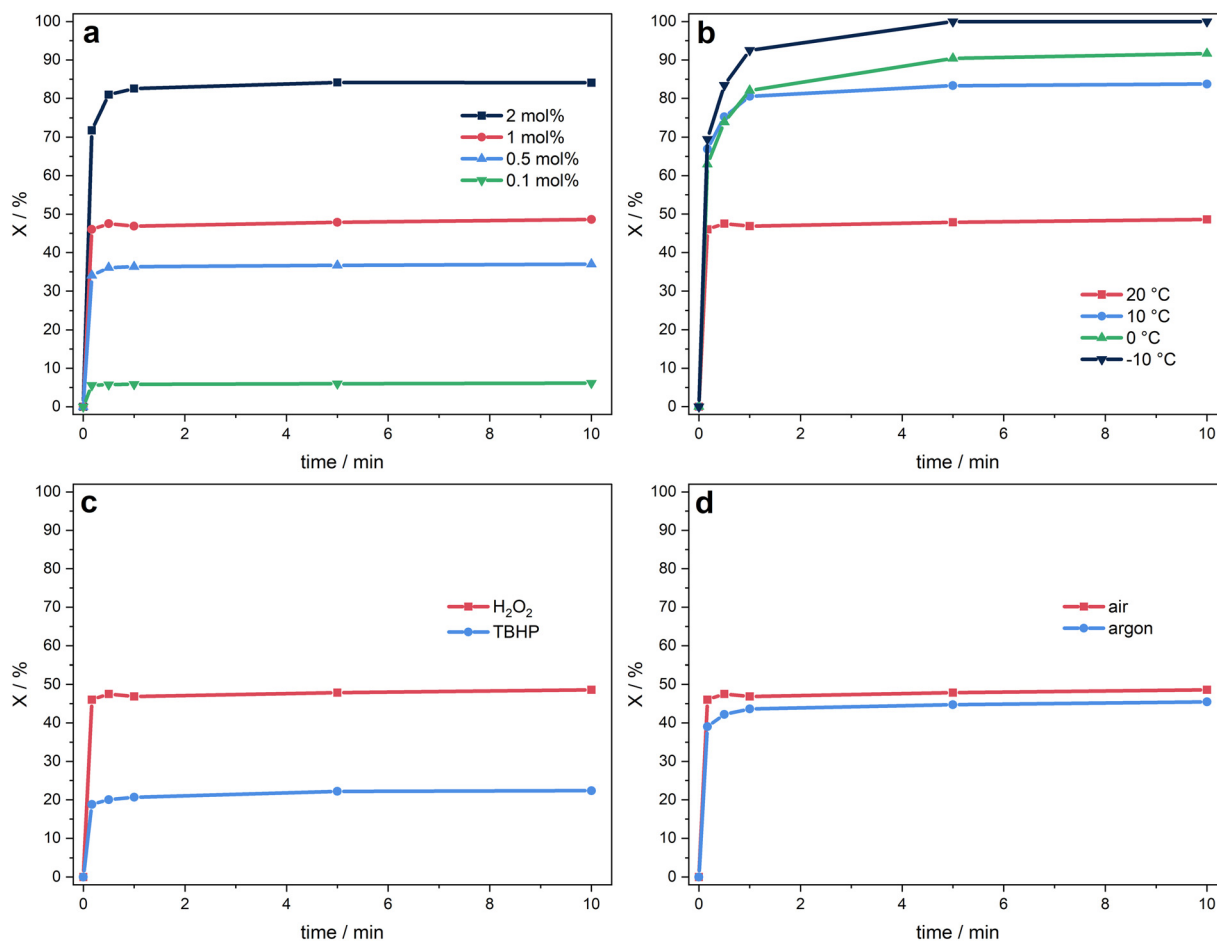 a
X / %
100
90
80
70
60
50
40
30
20
10
0
2 mol%
1 mol%
0.5 mol%
0.1 mol%
0 2 4 6 8 10
time / min
b
X / %
100
90
80
70
60
50
40
30
20
10
0
20 °C
10 °C
0 °C
-10 °C
0 2 4 6 8 10
time / min
c
X / %
100
90
80
70
60
50
40
30
20
10
0
H₂O₂
TBHP
0 2 4 6 8 10
time / min
d
X / %
100
90
80
70
60
50
40
30
20
10
0
air
argon
0 2 4 6 8 10
time / min